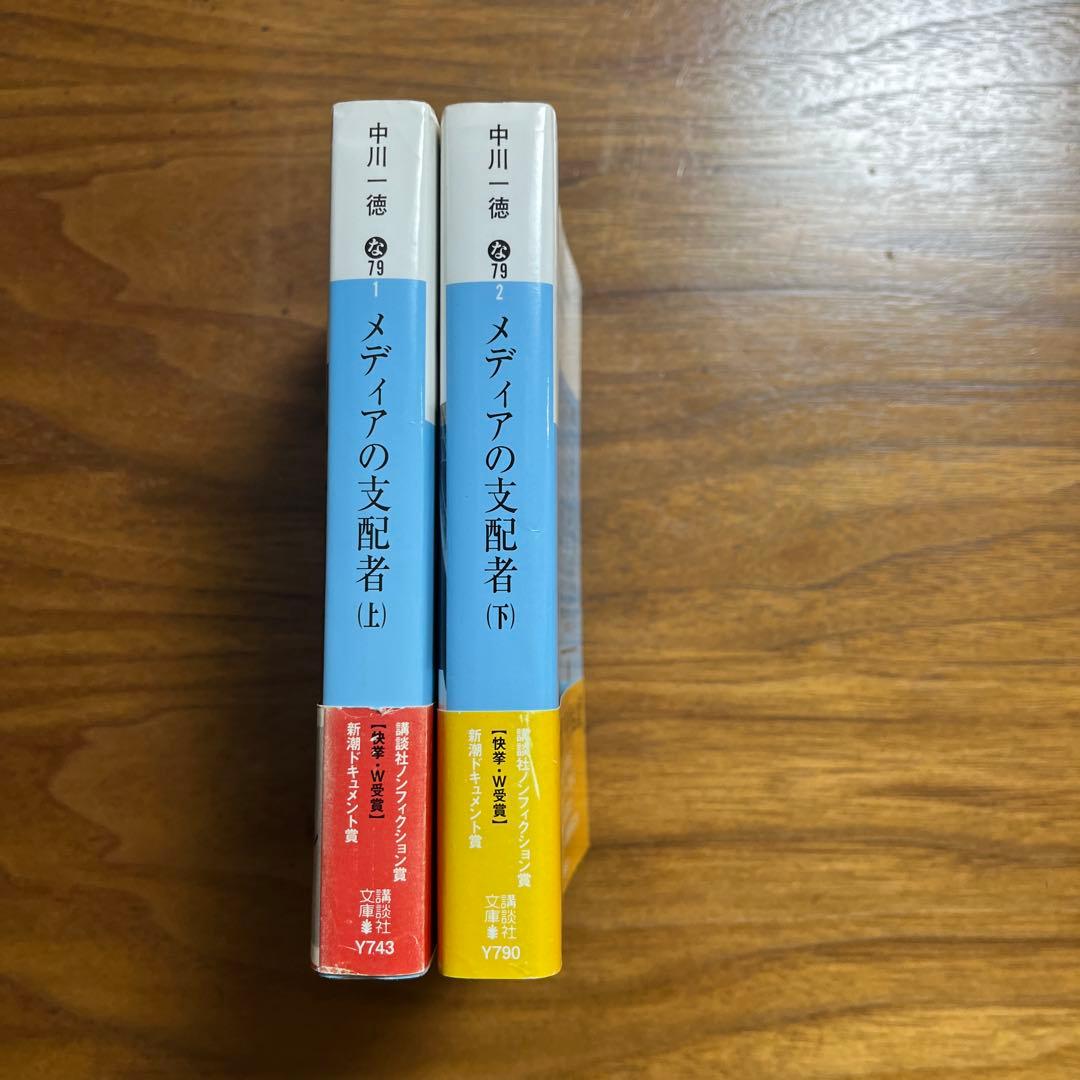 中川一徳
な
79
1
メディアの支配者
(上)
講談社ノンフィクション賞
【快挙・W受賞】
新潮ドキュメント賞
講談社
文庫
Y743
中川一徳
な
79
2
メディアの支配者
(下)
講談社ノンフィクション賞
【快挙・W受賞】
新潮ドキュメント賞
講談社
文庫
Y790